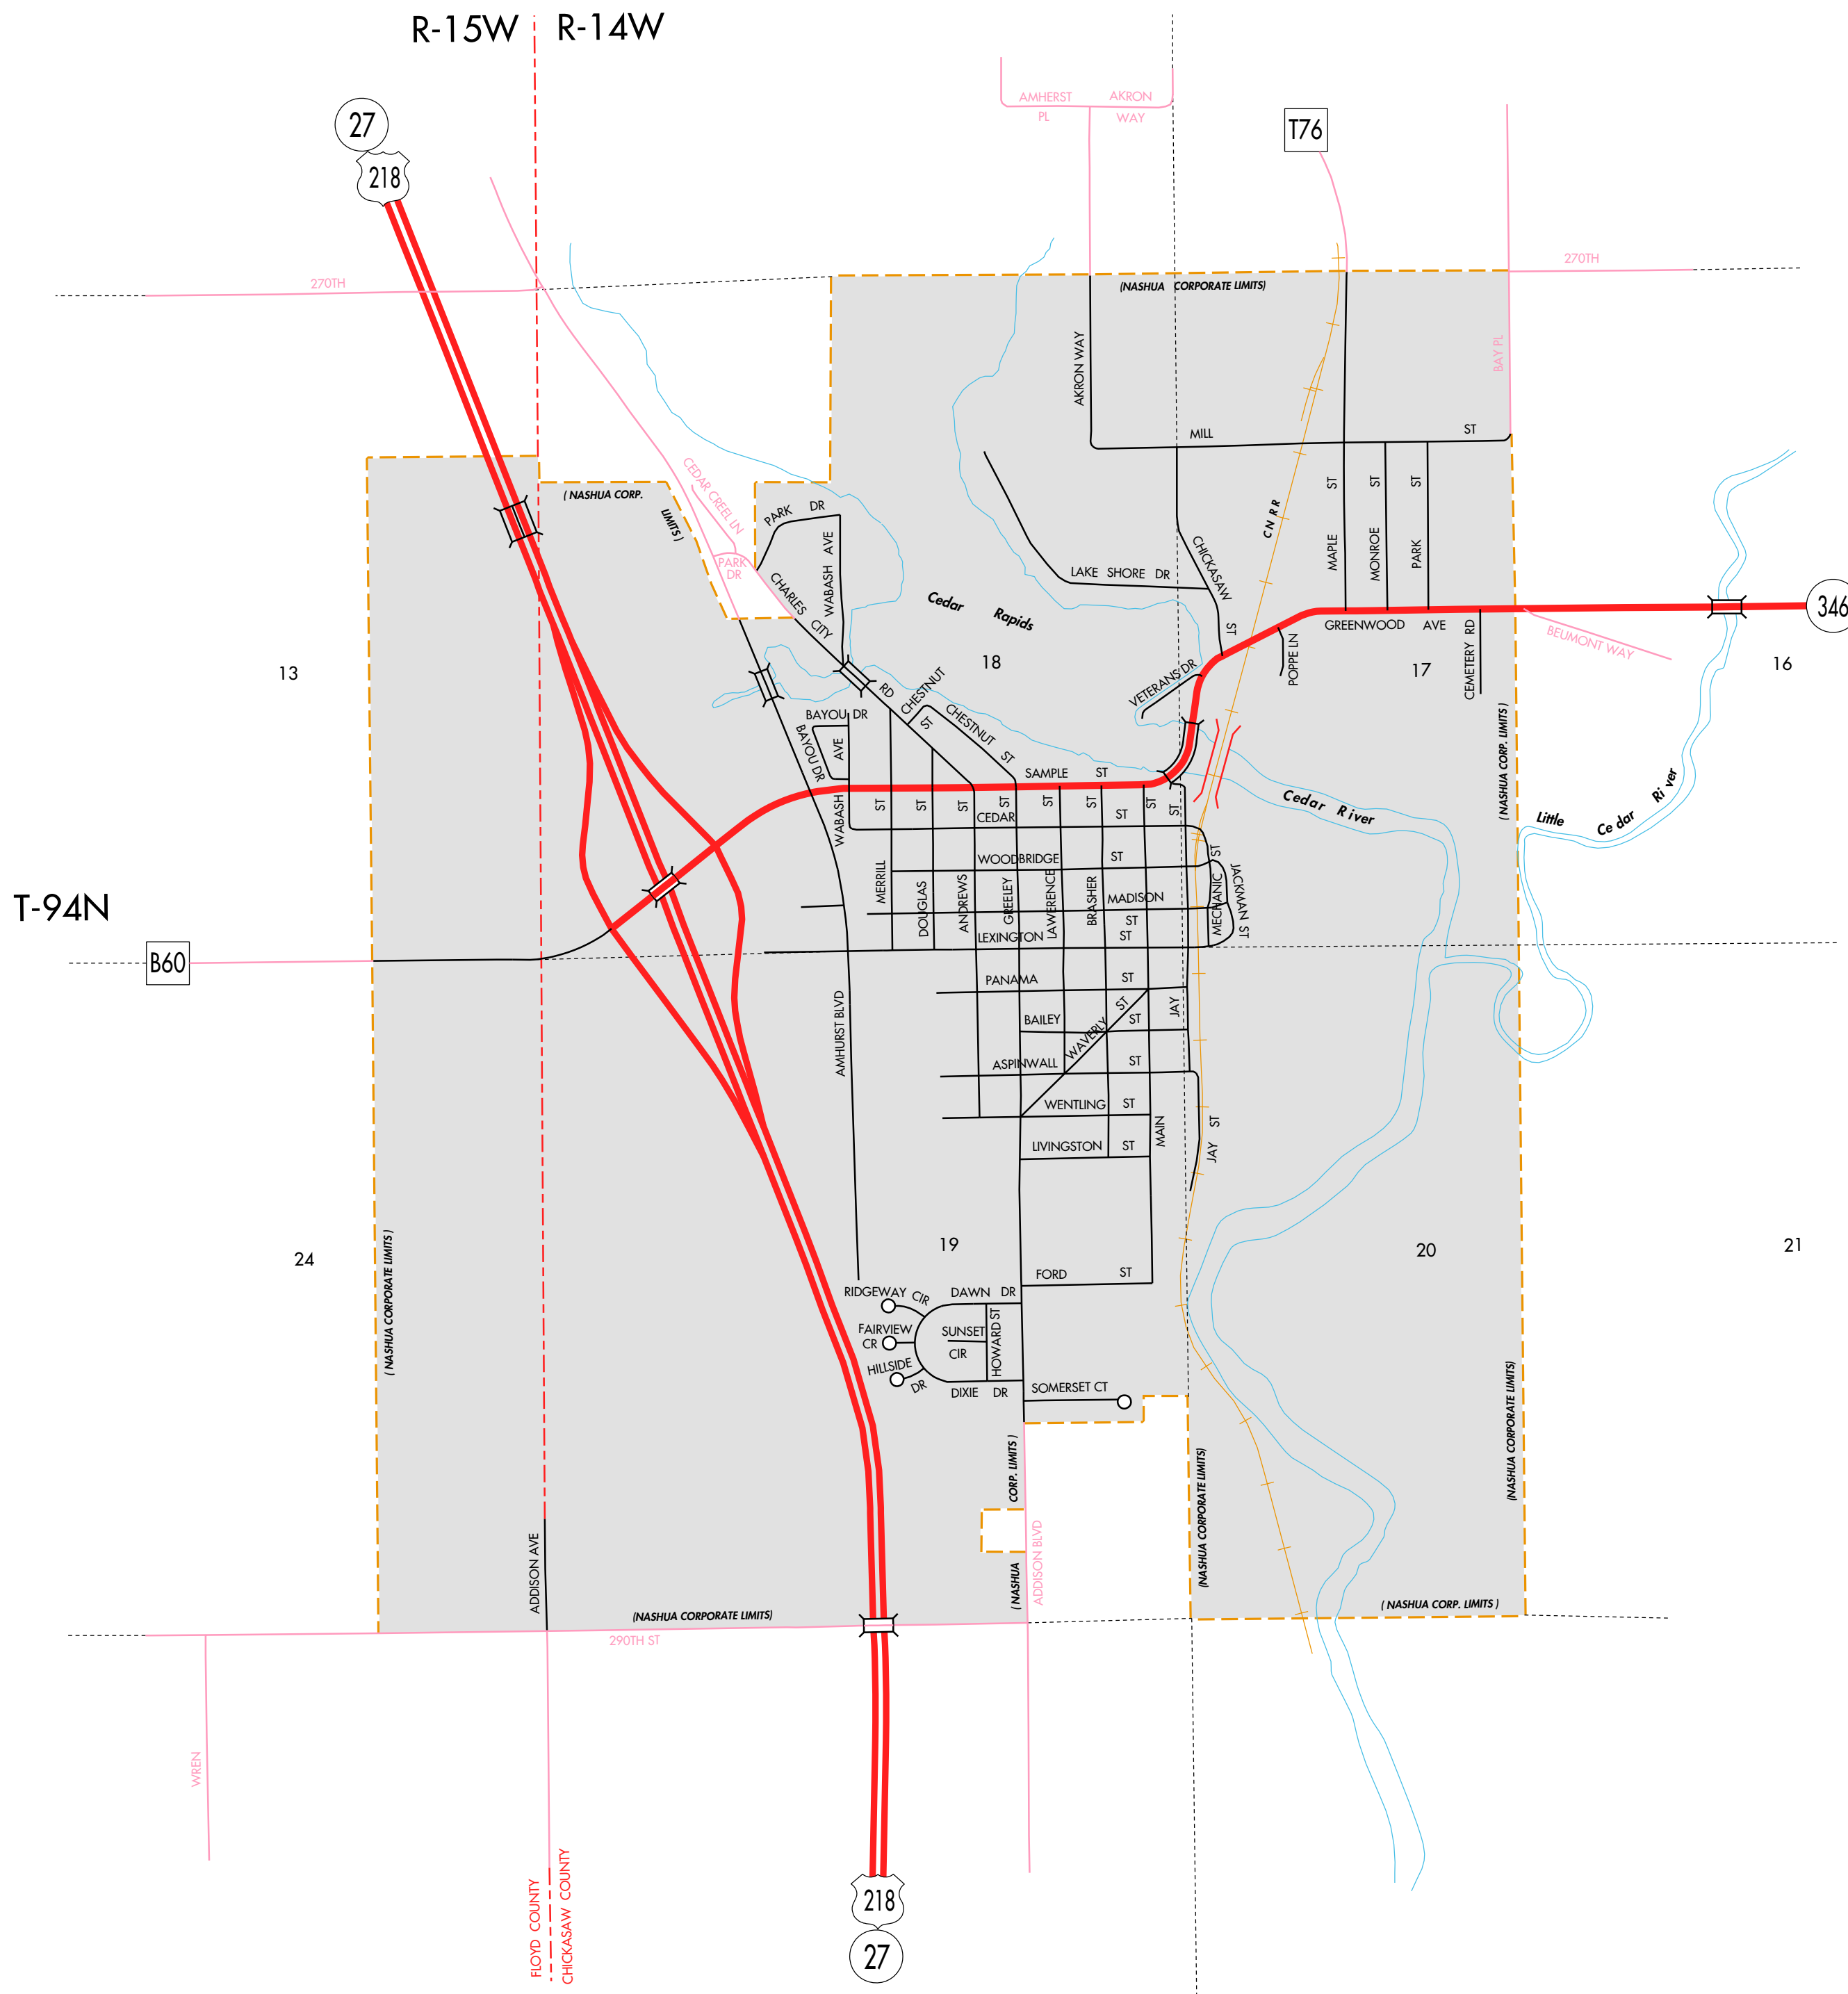 R-15W
R-14W
27
218
AMHERST
PL
AKRON
WAY
T76
270TH
270TH
(NASHUA CORPORATE LIMITS)
AKRON WAY
BAY PL
MILL
ST
( NASHUA CORP.
LIMITS )
CEDAR CREEL LN
PARK DR
PARK
DR
WABASH AVE
CHARLES CITY RD
LAKE SHORE DR
CHICKASAW ST
CN RR
MAPLE ST
MONROE ST
PARK ST
Cedar Rapids
GREENWOOD AVE
346
POPPE LN
CEMETERY RD
BEUMONT WAY
13
18
17
16
VETERANS DR
CHESTNUT
ST
CHESTNUT ST
BAYOU DR
BAYOU DR
AVE
WABASH
SAMPLE ST
(NASHUA CORP. LIMITS )
Cedar River
Little Ce dar Ri ver
ST
ST
ST
ST
ST
ST
ST
ST
CEDAR ST
WOODBRIDGE ST
MADISON
ST
LEXINGTON ST
MERRILL
DOUGLAS
ANDREWS
GREELEY
LAWERENCE
BRASHER
MECHANIC ST
JACKMAN ST
T-94N
B60
PANAMA ST
BAILEY ST
WAVERLY ST
JAY
ASPINWALL ST
AMHURST BLVD
WENTLING ST
LIVINGSTON ST
MAIN
JAY ST
24
19
20
21
( NASHUA CORPORATE LIMITS )
FORD ST
RIDGEWAY CIR
DAWN DR
FAIRVIEW
CR
SUNSET
CIR
HOWARD ST
HILLSIDE
DR
DIXIE DR
SOMERSET CT
( NASHUA CORP. LIMITS )
(NASHUA CORPORATE LIMITS)
(NASHUA CORPORATE LIMITS)
ADDISON AVE
ADDISON BLVD
(NASHUA CORPORATE LIMITS)
( NASHUA CORP. LIMITS )
290TH ST
WREN
FLOYD COUNTY
CHICKASAW COUNTY
218
27